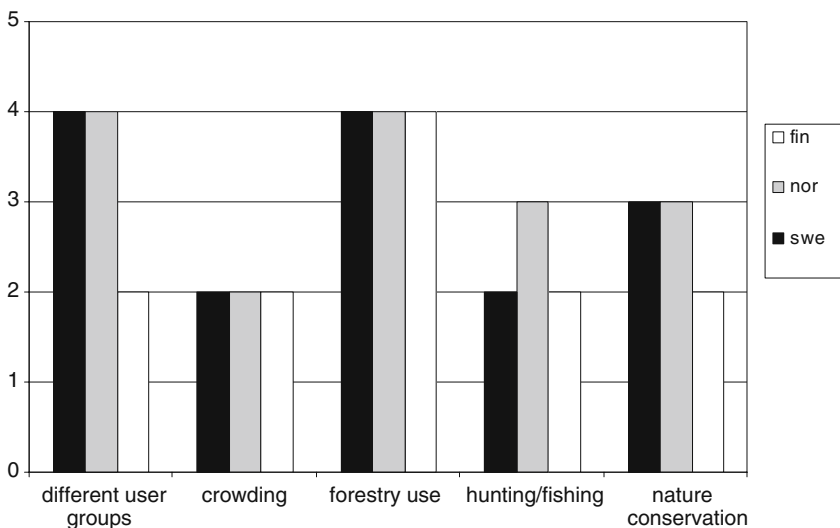 5
4
3
2
1
0
different user
groups
crowding
forestry use
hunting/fishing
nature
conservation
fin
nor
swe